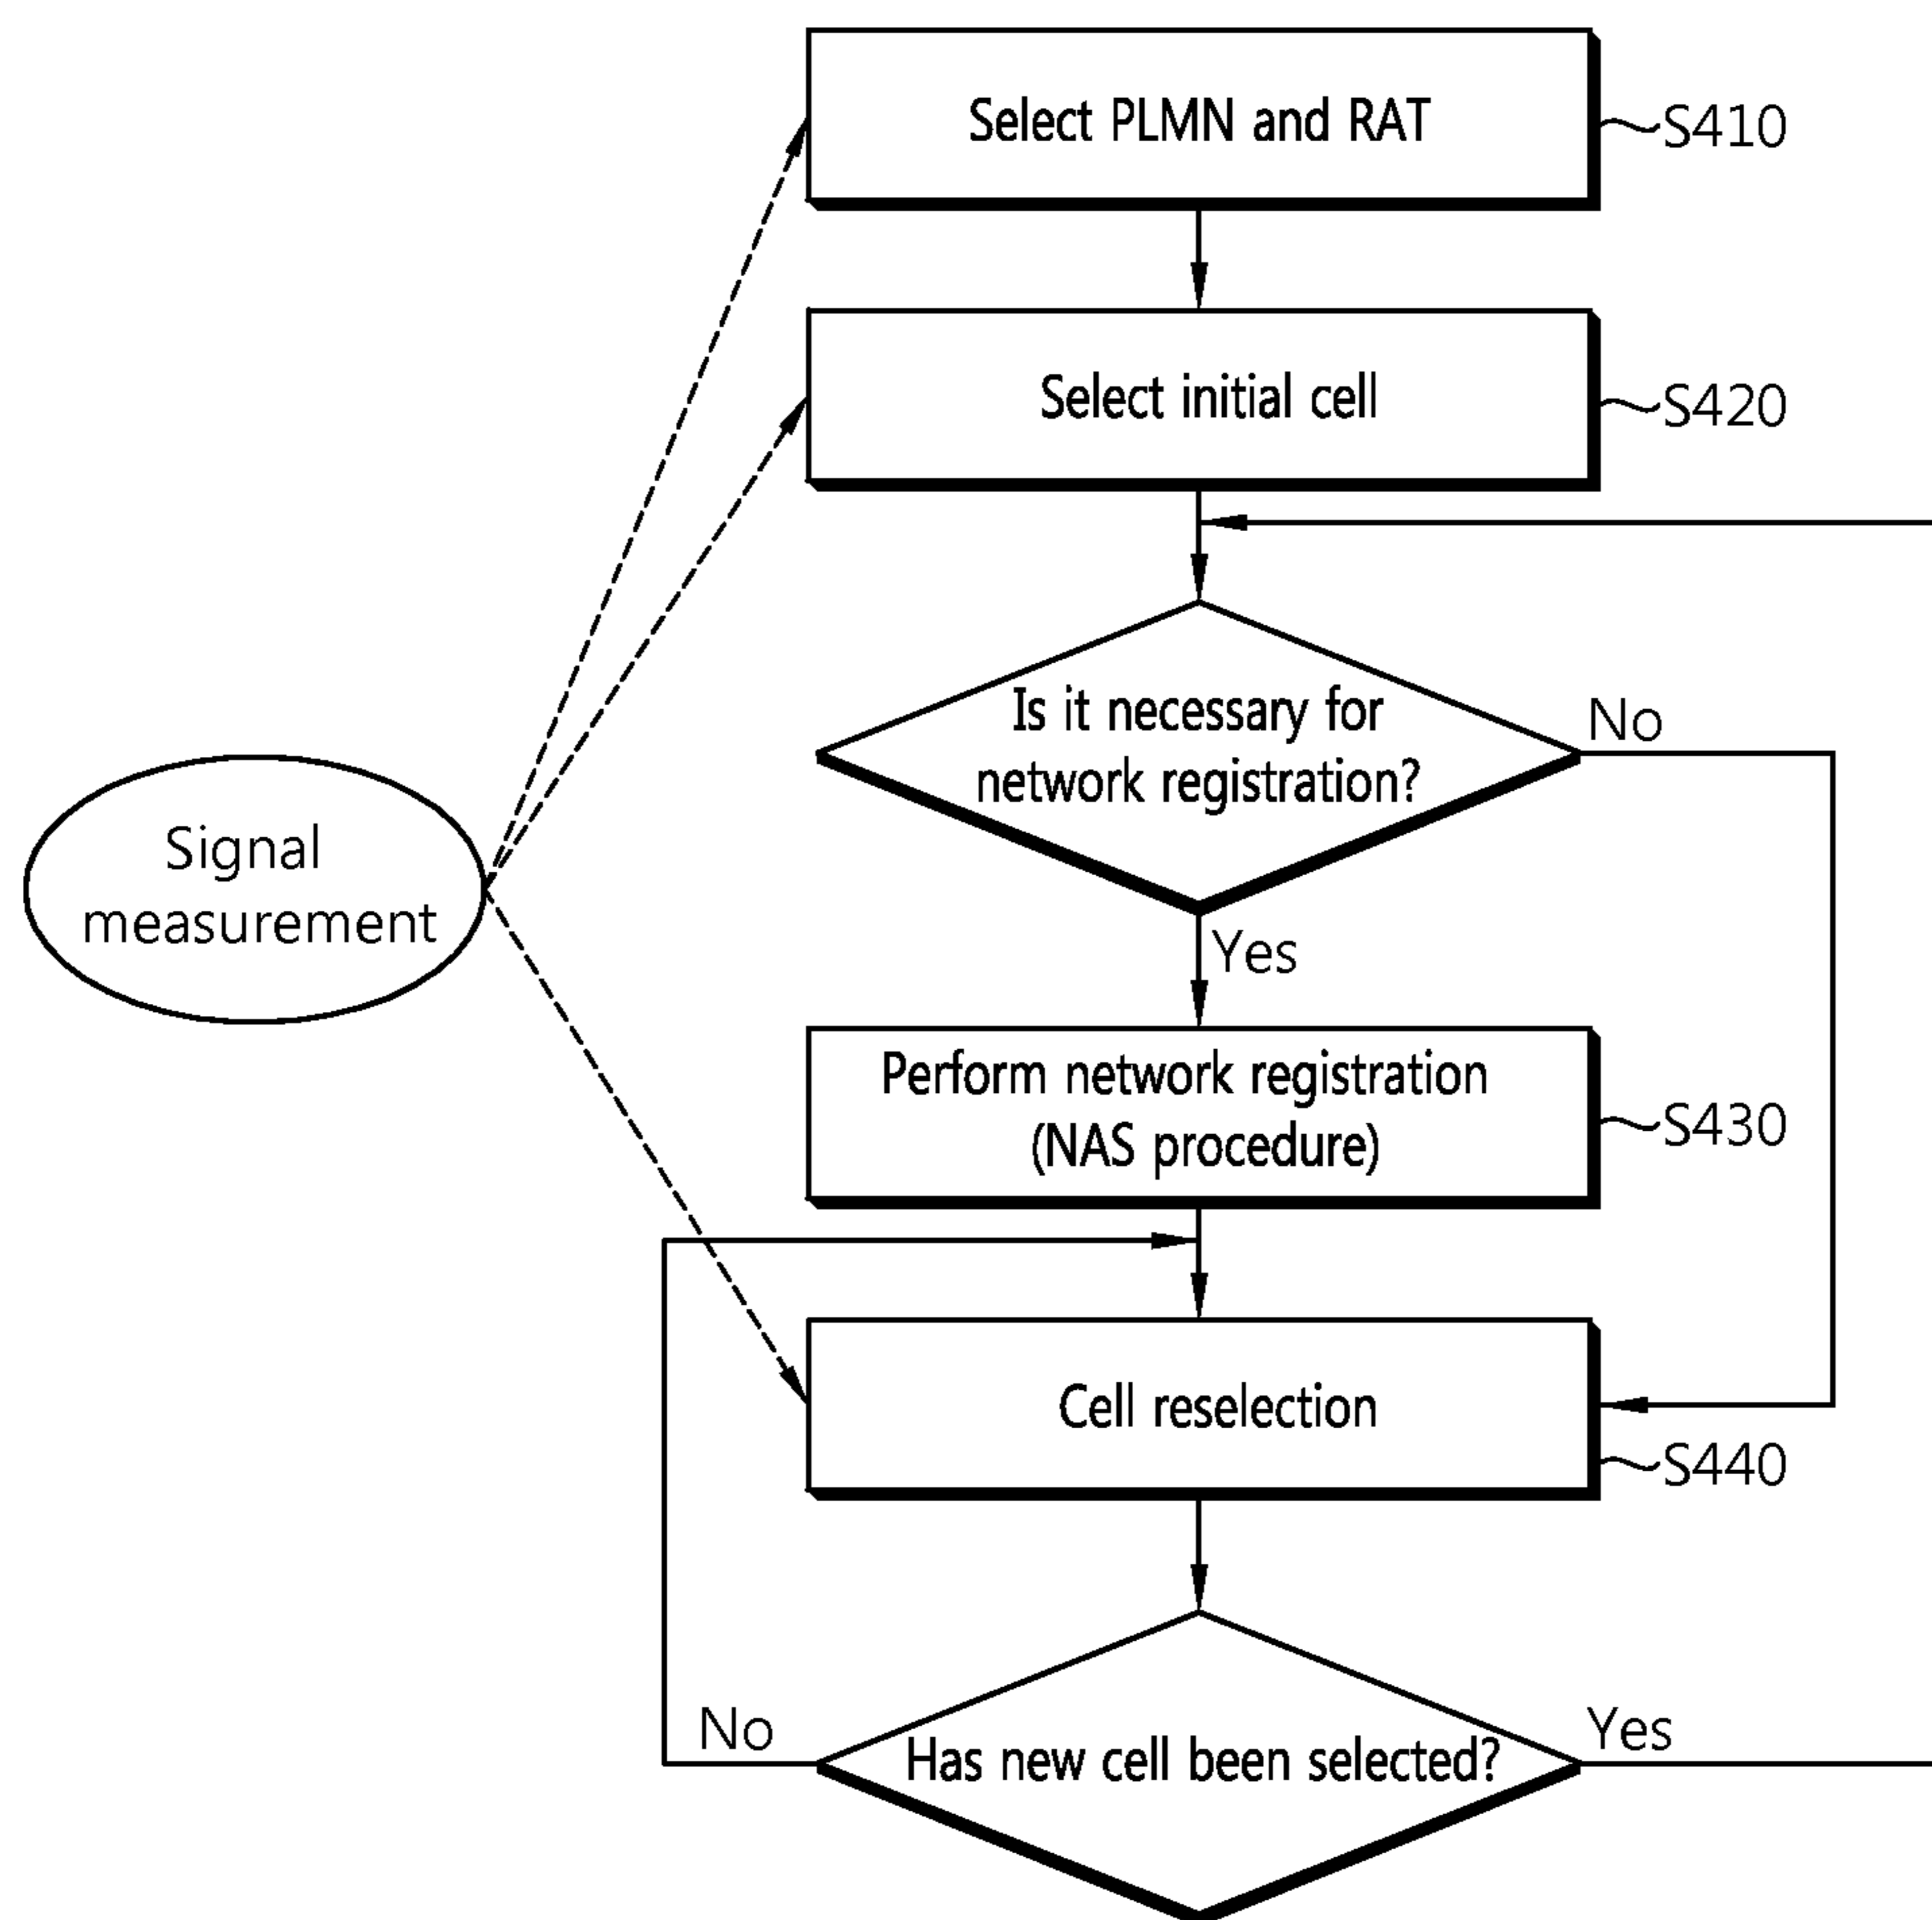 Select PLMN and RAT
S410
Select initial cell
S420
Is it necessary for
network registration?
No
Signal
measurement
Yes
Perform network registration
(NAS procedure)
S430
Cell reselection
S440
No
Has new cell been selected?
Yes